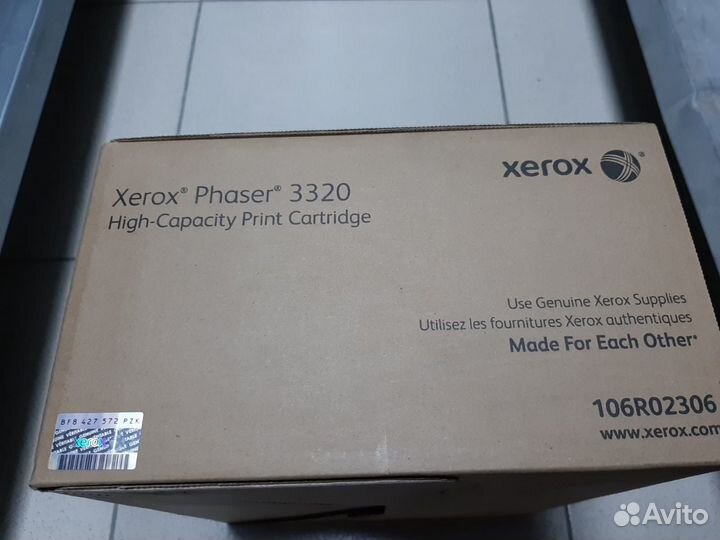 xerox®
Xerox® Phaser® 3320
High-Capacity Print Cartridge
Use Genuine Xerox Supplies
Utilisez les fournitures Xerox authentiques
Made For Each Other®
106R02306
www.xerox.com
BF8 427 572 PZK
xerox
Avito